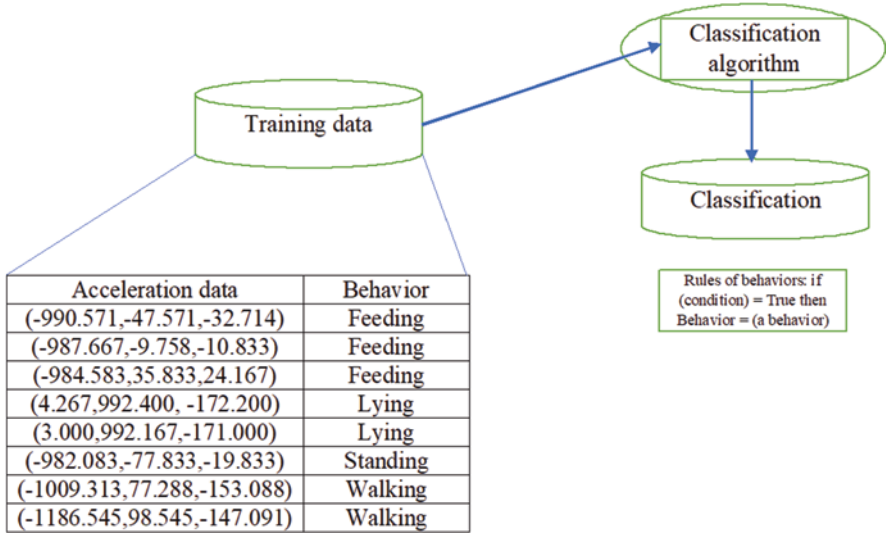 Classification
algorithm
Training data
Classification
Rules of behaviors: if
(condition) = True then
Behavior = (a behavior)
Acceleration data Behavior
(-990.571,-47.571,-32.714) Feeding
(-987.667,-9.758,-10.833) Feeding
(-984.583,35.833,24.167) Feeding
(4.267,992.400, -172.200) Lying
(3.000,992.167,-171.000) Lying
(-982.083,-77.833,-19.833) Standing
(-1009.313,77.288,-153.088) Walking
(-1186.545,98.545,-147.091) Walking